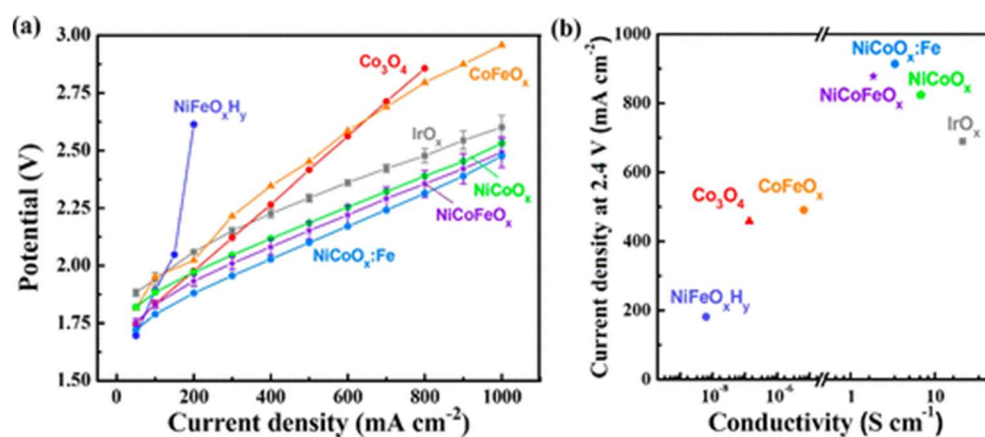 (a)
3.00
2.75
2.50
2.25
2.00
1.75
1.50
Potential (V)
0 200 400 600 800 1000
Current density (mA cm⁻²)
NiFeOₓHᵧ
Co₃O₄
CoFeOₓ
IrOₓ
NiCoOₓ
NiCoFeOₓ
NiCoOₓ:Fe
(b)
1000
800
600
400
200
0
Current density at 2.4 V (mA cm⁻²)
10⁻⁸ 10⁻⁶ 1 10
Conductivity (S cm⁻¹)
NiCoOₓ:Fe
NiCoOₓ
NiCoFeOₓ
IrOₓ
CoFeOₓ
Co₃O₄
NiFeOₓHᵧ